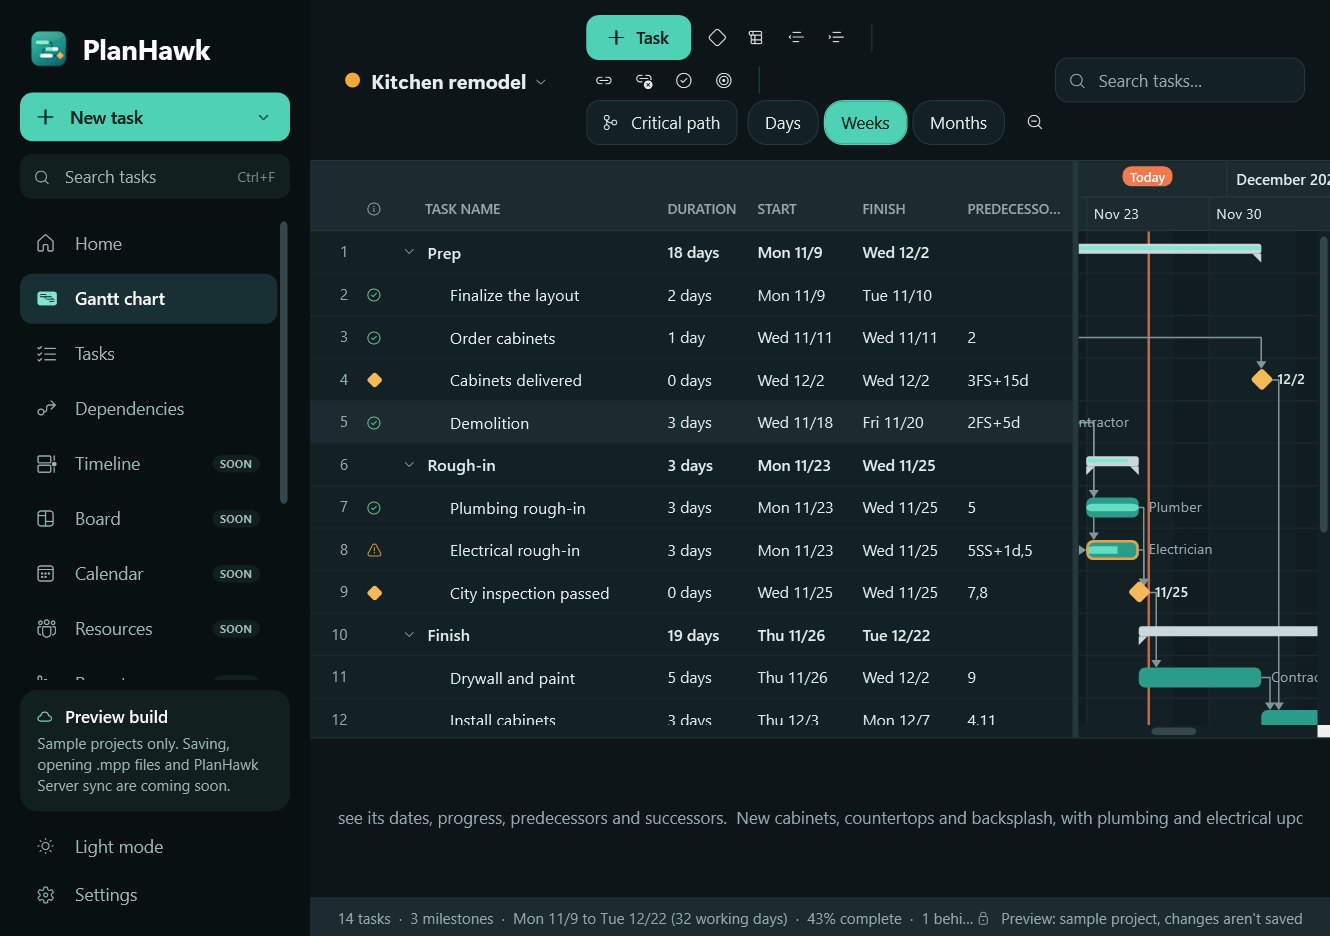 PlanHawk
New task
Search tasks Ctrl+F
Home
Gantt chart
Tasks
Dependencies
Timeline SOON
Board SOON
Calendar SOON
Resources SOON
Preview build
Sample projects only. Saving,
opening .mpp files and PlanHawk
Server sync are coming soon.
Light mode
Settings
Kitchen remodel
Task
Search tasks...
Critical path Days Weeks Months
TASK NAME DURATION START FINISH PREDECESSO...
1 Prep 18 days Mon 11/9 Wed 12/2
2 Finalize the layout 2 days Mon 11/9 Tue 11/10
3 Order cabinets 1 day Wed 11/11 Wed 11/11 2
4 Cabinets delivered 0 days Wed 12/2 Wed 12/2 3FS+15d
5 Demolition 3 days Wed 11/18 Fri 11/20 2FS+5d
6 Rough-in 3 days Mon 11/23 Wed 11/25
7 Plumbing rough-in 3 days Mon 11/23 Wed 11/25 5
8 Electrical rough-in 3 days Mon 11/23 Wed 11/25 5SS+1d,5
9 City inspection passed 0 days Wed 11/25 Wed 11/25 7,8
10 Finish 19 days Thu 11/26 Tue 12/22
11 Drywall and paint 5 days Thu 11/26 Wed 12/2 9
12 Install cabinets 3 days Thu 12/3 Mon 12/7 4,11
Today
December 202
Nov 23 Nov 30
12/2
ntractor
Plumber
Electrician
11/25
Contrac
see its dates, progress, predecessors and successors. New cabinets, countertops and backsplash, with plumbing and electrical upc
14 tasks · 3 milestones · Mon 11/9 to Tue 12/22 (32 working days) · 43% complete · 1 behi... Preview: sample project, changes aren't saved